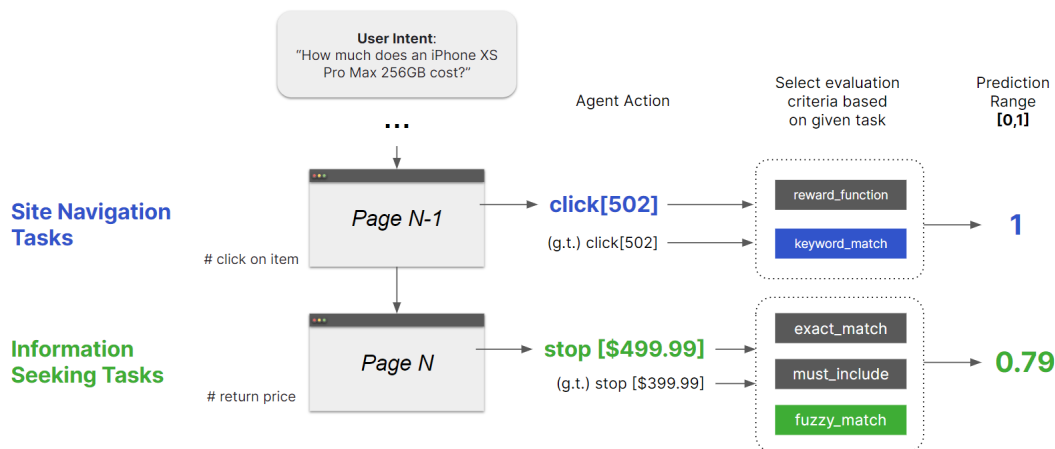 User Intent:
“How much does an iPhone XS
Pro Max 256GB cost?“
...
Agent Action
Select evaluation
criteria based
on given task
Prediction
Range
[0,1]
Site Navigation
Tasks
# click on item
Page N-1
click[502]
(g.t.) click[502]
reward_function
keyword_match
1
Information
Seeking Tasks
# return price
Page N
stop [$499.99]
(g.t.) stop [$399.99]
exact_match
must_include
fuzzy_match
0.79